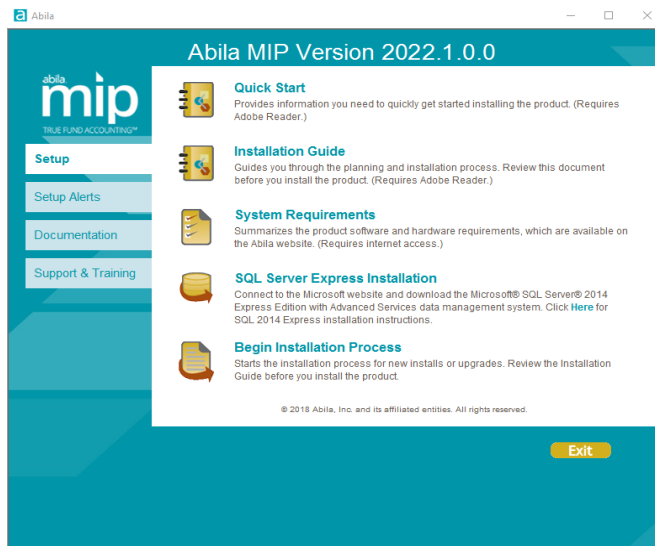 Abila
Abila MIP Version 2022.1.0.0
abila
mip
TRUE FUND ACCOUNTING™
Setup
Setup Alerts
Documentation
Support & Training
Quick Start
Provides information you need to quickly get started installing the product. (Requires
Adobe Reader.)
Installation Guide
Guides you through the planning and installation process. Review this document
before you install the product. (Requires Adobe Reader.)
System Requirements
Summarizes the product software and hardware requirements, which are available on
the Abila website. (Requires internet access.)
SQL Server Express Installation
Connect to the Microsoft website and download the Microsoft® SQL Server® 2014
Express Edition with Advanced Services data management system. Click Here for
SQL 2014 Express installation instructions.
Begin Installation Process
Starts the installation process for new installs or upgrades. Review the Installation
Guide before you install the product.
© 2018 Abila, Inc. and its affiliated entities. All rights reserved.
Exit